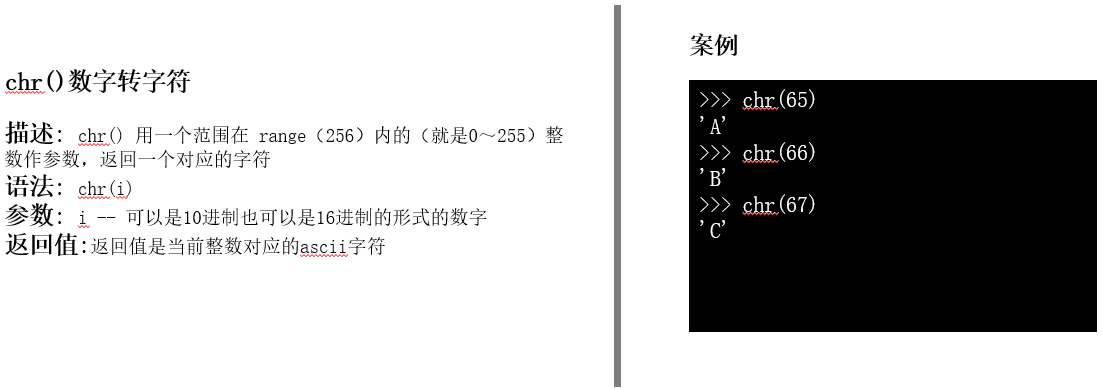 chr()数字转字符
描述: chr() 用一个范围在 range（256）内的（就是0～255）整
数作参数，返回一个对应的字符
语法: chr(i)
参数: i -- 可以是10进制也可以是16进制的形式的数字
返回值:返回值是当前整数对应的ascii字符
案例
>>> chr(65)
'A'
>>> chr(66)
'B'
>>> chr(67)
'C'